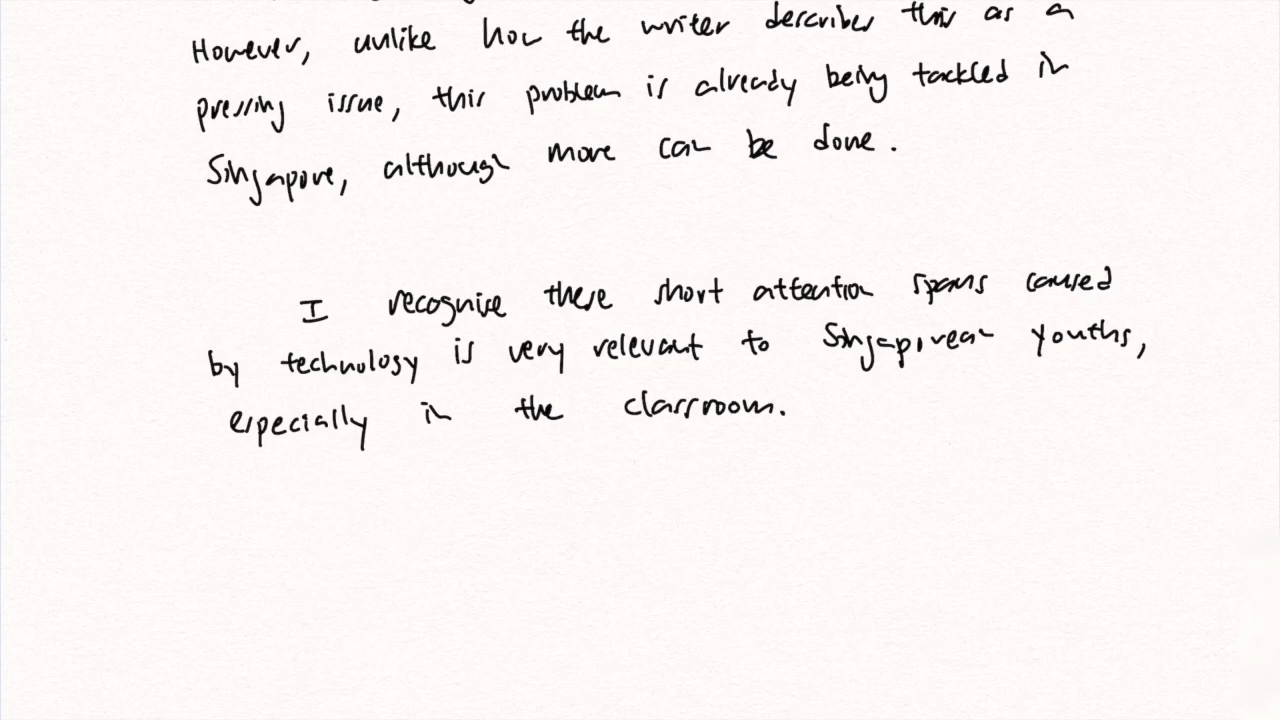 However, unlike how the writer describes this as a
pressing issue, this problem is already being tackled in
Singapore, although more can be done.
I recognise these short attention spans caused
by technology is very relevant to Singaporean youths,
especially in the classroom.